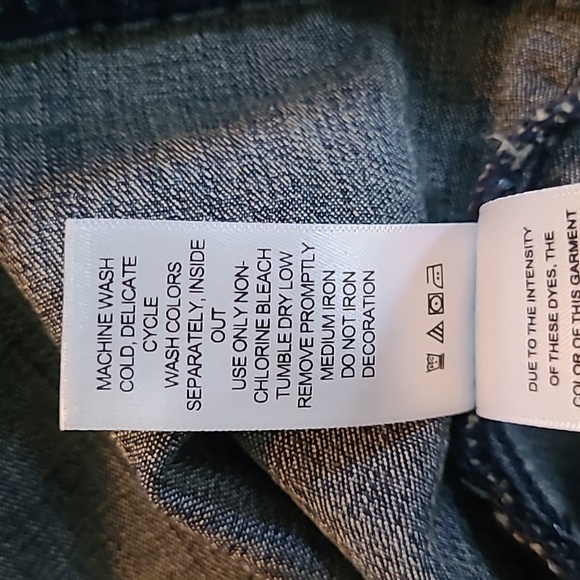 MACHINE WASH
COLD, DELICATE
CYCLE
WASH COLORS
SEPARATELY, INSIDE
OUT
USE ONLY NON-
CHLORINE BLEACH
TUMBLE DRY LOW
REMOVE PROMPTLY
MEDIUM IRON
DO NOT IRON
DECORATION
DUE TO THE INTENSITY
OF THESE DYES, THE
COLOR OF THIS GARMENT